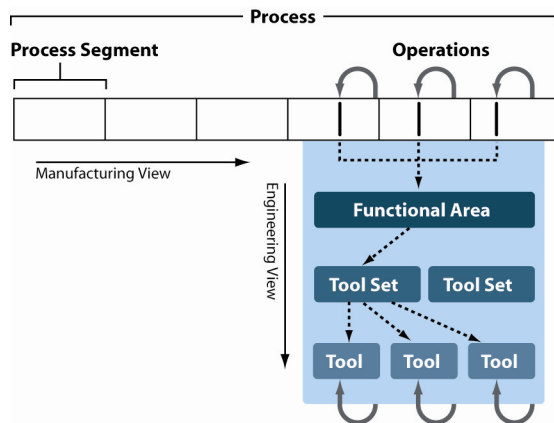 Process
Process Segment
Operations
Manufacturing View
Engineering View
Functional Area
Tool Set
Tool Set
Tool
Tool
Tool